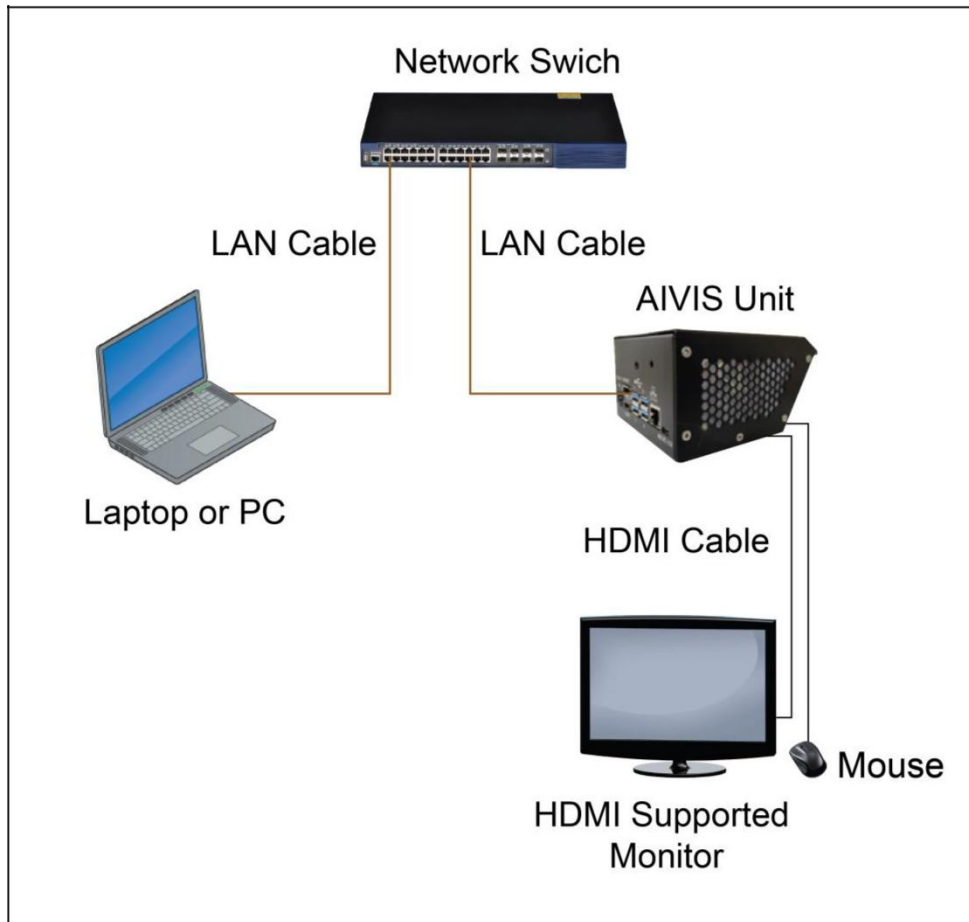 Network Swich
LAN Cable
LAN Cable
AIVIS Unit
Laptop or PC
HDMI Cable
Mouse
HDMI Supported
Monitor